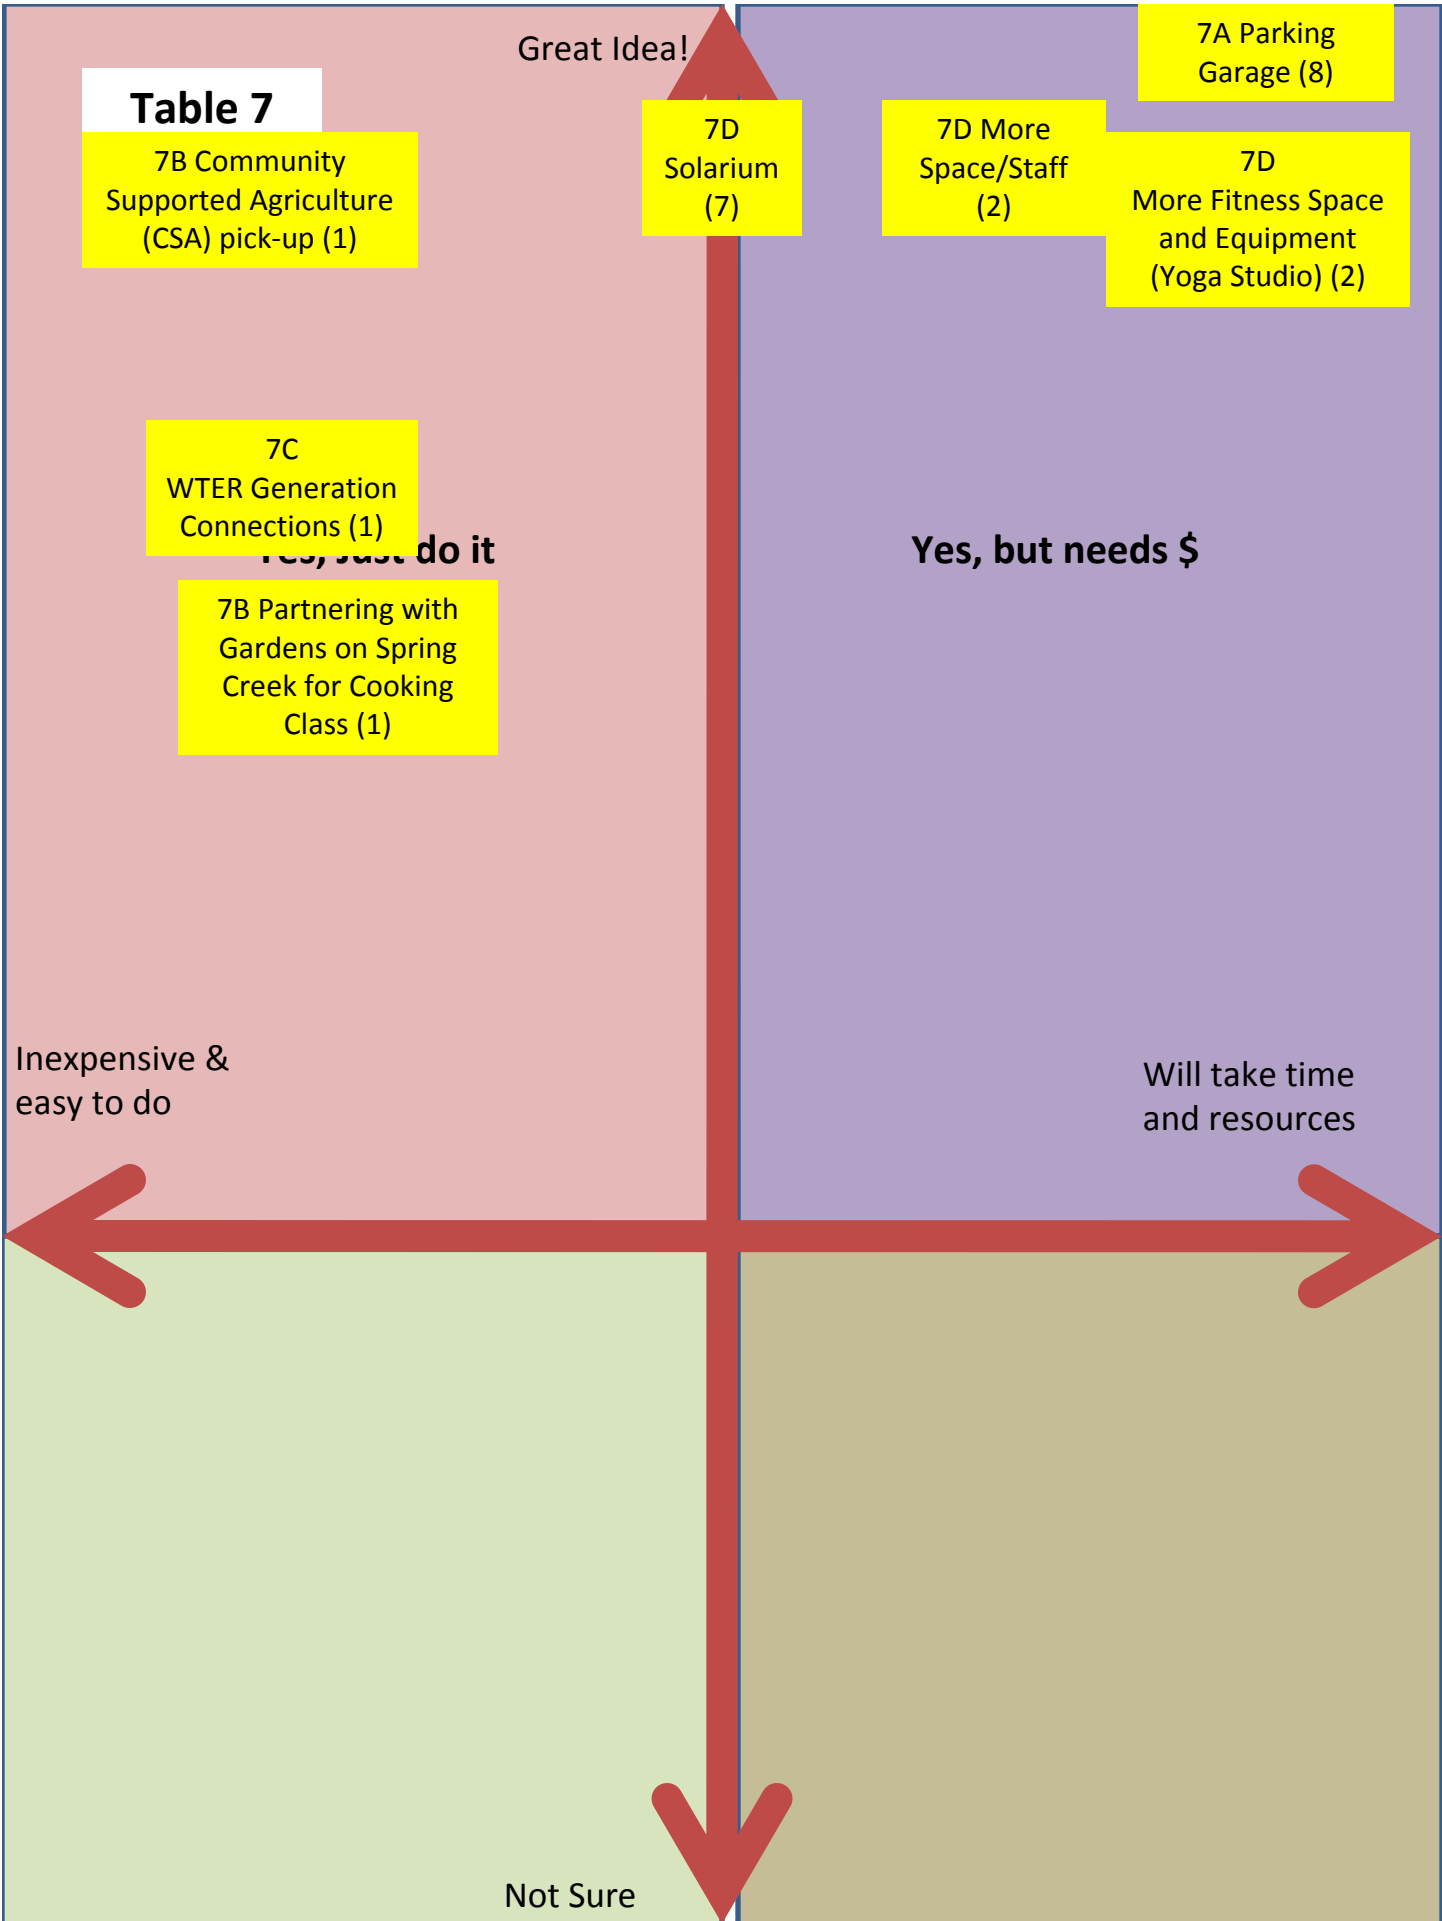 Great Idea!
Table 7
7B Community
Supported Agriculture
(CSA) pick-up (1)
7D
Solarium
(7)
7D More
Space/Staff
(2)
7A Parking
Garage (8)
7D
More Fitness Space
and Equipment
(Yoga Studio) (2)
7C
WTER Generation
Connections (1)
Yes, Just do it
Yes, but needs $
7B Partnering with
Gardens on Spring
Creek for Cooking
Class (1)
Inexpensive &
easy to do
Will take time
and resources
Not Sure